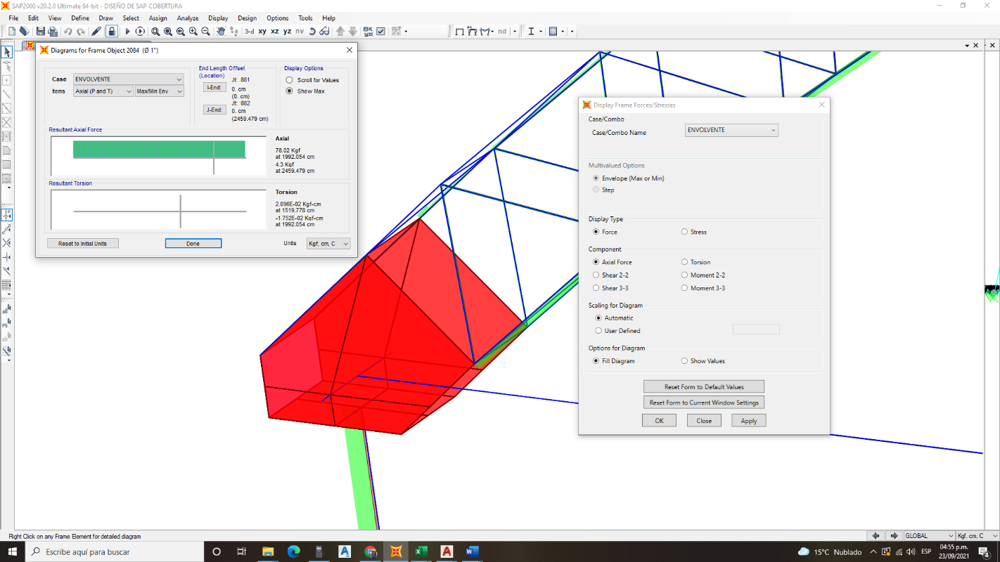 SAP2000 v20.2.0 Ultimate 64-bit - DISEÑO DE SAP COBERTURA
File Edit View Define Draw Select Assign Analyze Display Design Options Tools Help
3-d xy xz yz nv nd
Diagrams for Frame Object 2084 (Ø 1")
Case ENVOLVENTE
Items Axial (P and T) Max/Min Env
End Length Offset
(Location)
I-End:
Jt: 881
0. cm
(0. cm)
J-End:
Jt: 882
0. cm
(2459.479 cm)
Display Options
Scroll for Values
Show Max
Resultant Axial Force
Axial
78.02 Kgf
at 1992.054 cm
4.3 Kgf
at 2459.479 cm
Resultant Torsion
Torsion
2.096E-02 Kgf-cm
at 1519.778 cm
-1.752E-02 Kgf-cm
at 1992.054 cm
Reset to Initial Units
Done
Units Kgf, cm, C
Display Frame Forces/Stresses
Case/Combo
Case/Combo Name ENVOLVENTE
Multivalued Options
Envelope (Max or Min)
Step
Display Type
Force Stress
Component
Axial Force Torsion
Shear 2-2 Moment 2-2
Shear 3-3 Moment 3-3
Scaling for Diagram
Automatic
User Defined
Options for Diagram
Fill Diagram Show Values
Reset Form to Default Values
Reset Form to Current Window Settings
OK Close Apply
all
PS
clr
Right Click on any Frame Element for detailed diagram
GLOBAL Kgf, cm, C
Escribe aquí para buscar
15°C Nublado ESP
04:55 p.m.
23/09/2021
4